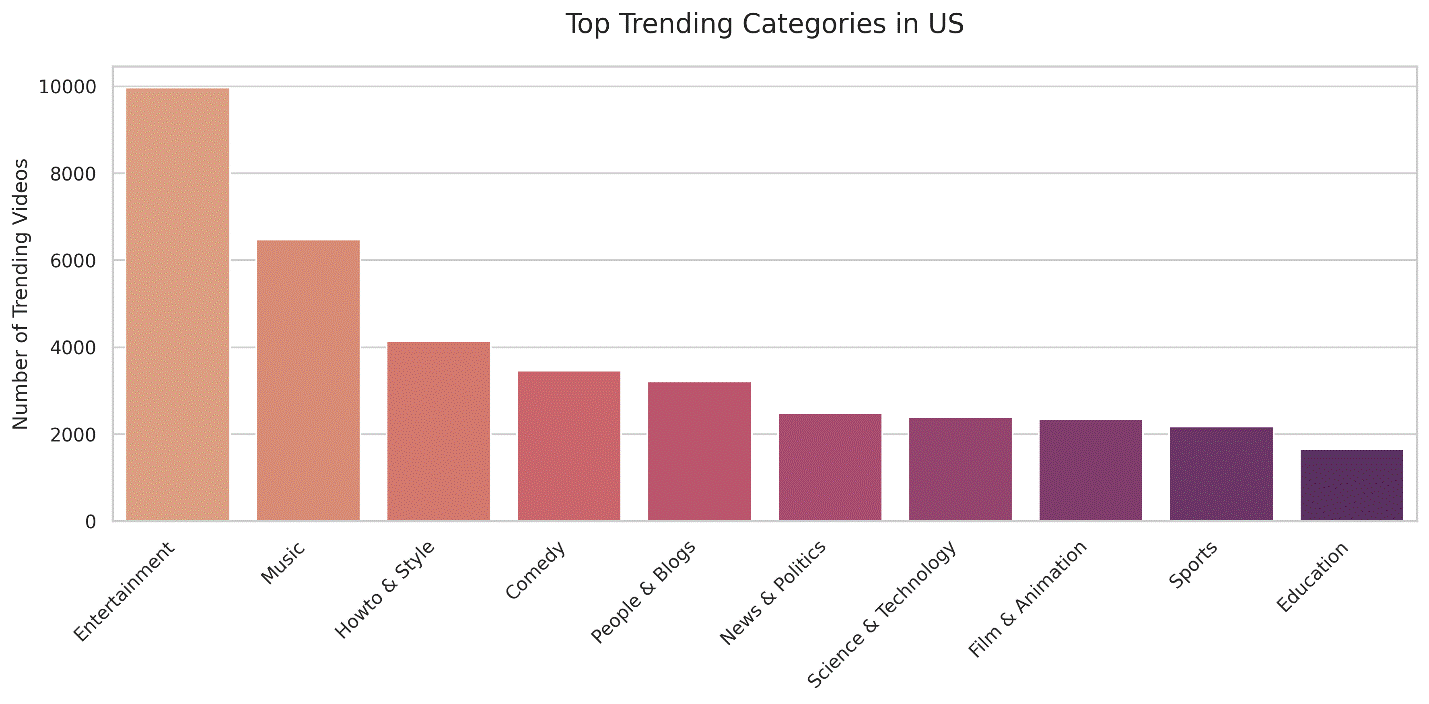 Top Trending Categories in US
Number of Trending Videos
10000
8000
6000
4000
2000
0
Entertainment
Music
Howto & Style
Comedy
People & Blogs
News & Politics
Science & Technology
Film & Animation
Sports
Education